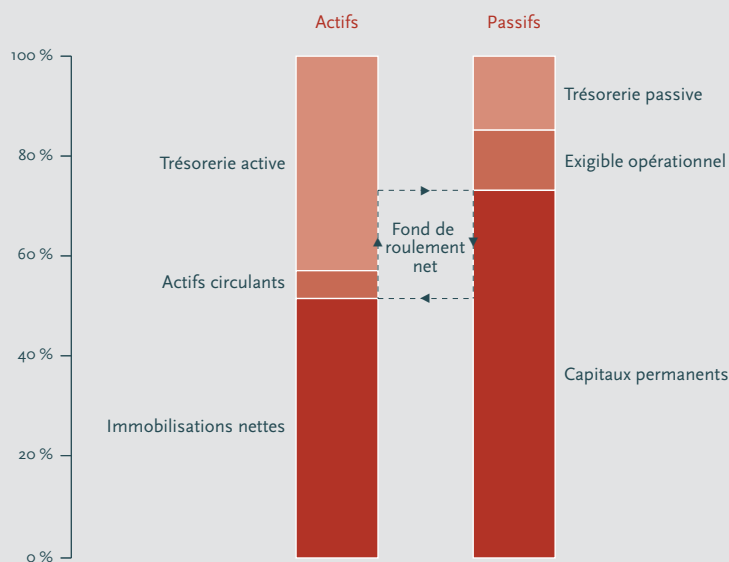 Actifs
Passifs
100 %
80 %
60 %
40 %
20 %
0 %
Trésorerie active
Actifs circulants
Immobilisations nettes
Fond de
roulement
net
Trésorerie passive
Exigible opérationnel
Capitaux permanents